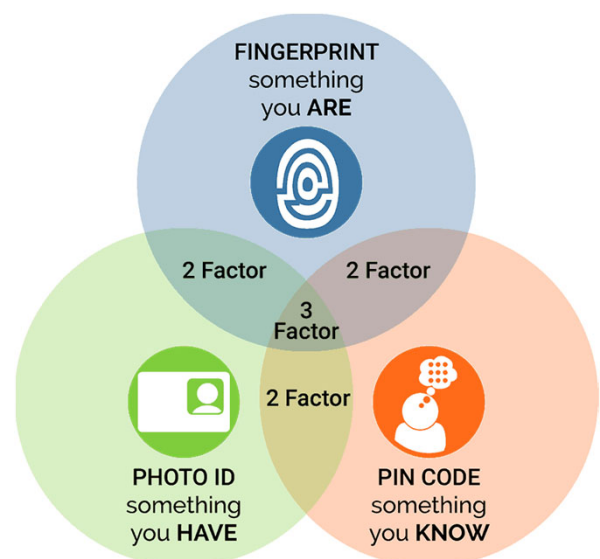 FINGERPRINT
something
you ARE
2 Factor
2 Factor
3
Factor
2 Factor
PHOTO ID
something
you HAVE
PIN CODE
something
you KNOW